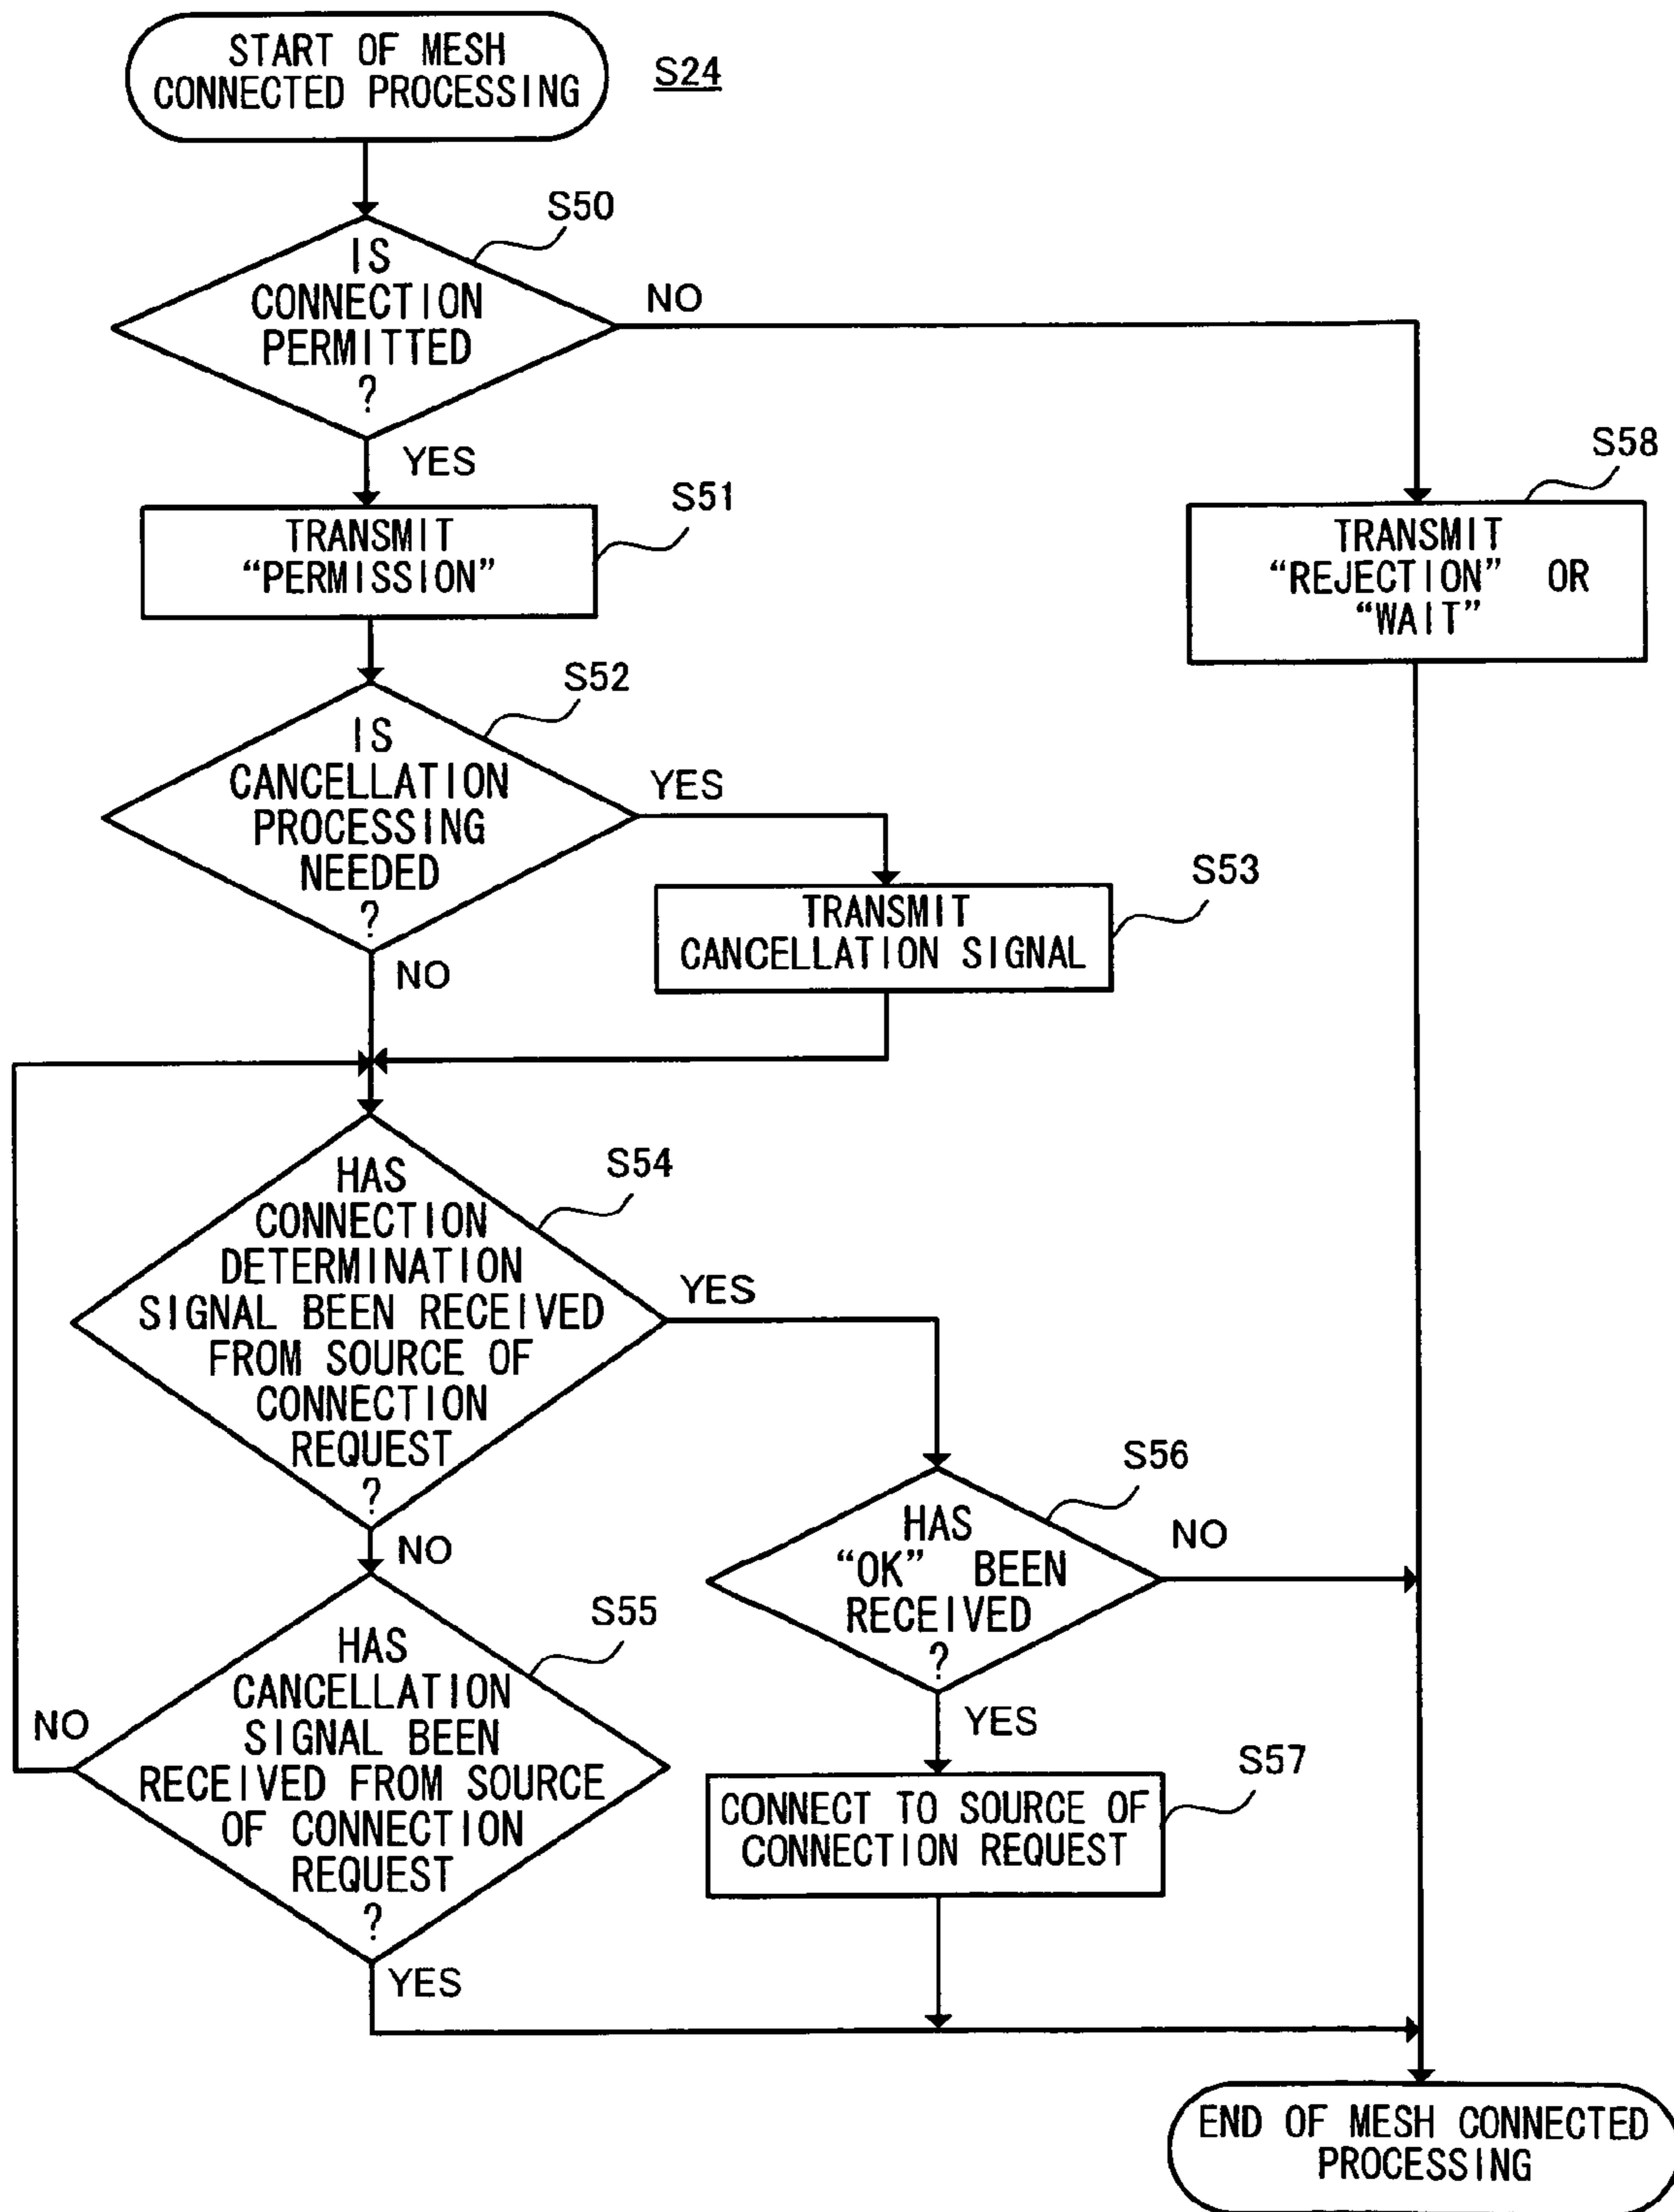 START OF MESH
CONNECTED PROCESSING
S24
S50
IS
CONNECTION
PERMITTED
?
NO
YES
S58
S51
TRANSMIT
“PERMISSION”
TRANSMIT
“REJECTION” OR
“WAIT”
S52
IS
CANCELLATION
PROCESSING
NEEDED
?
YES
S53
TRANSMIT
CANCELLATION SIGNAL
NO
S54
HAS
CONNECTION
DETERMINATION
SIGNAL BEEN RECEIVED
FROM SOURCE OF
CONNECTION
REQUEST
?
YES
NO
S56
HAS
“OK” BEEN
RECEIVED
?
NO
YES
S55
HAS
CANCELLATION
SIGNAL BEEN
RECEIVED FROM SOURCE
OF CONNECTION
REQUEST
?
NO
YES
S57
CONNECT TO SOURCE OF
CONNECTION REQUEST
END OF MESH CONNECTED
PROCESSING